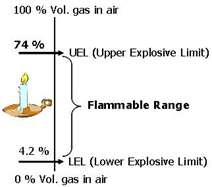 100 % Vol. gas in air
74 %
UEL (Upper Explosive Limit)
Flammable Range
4.2 %
LEL (Lower Explosive Limit)
0 % Vol. gas in air